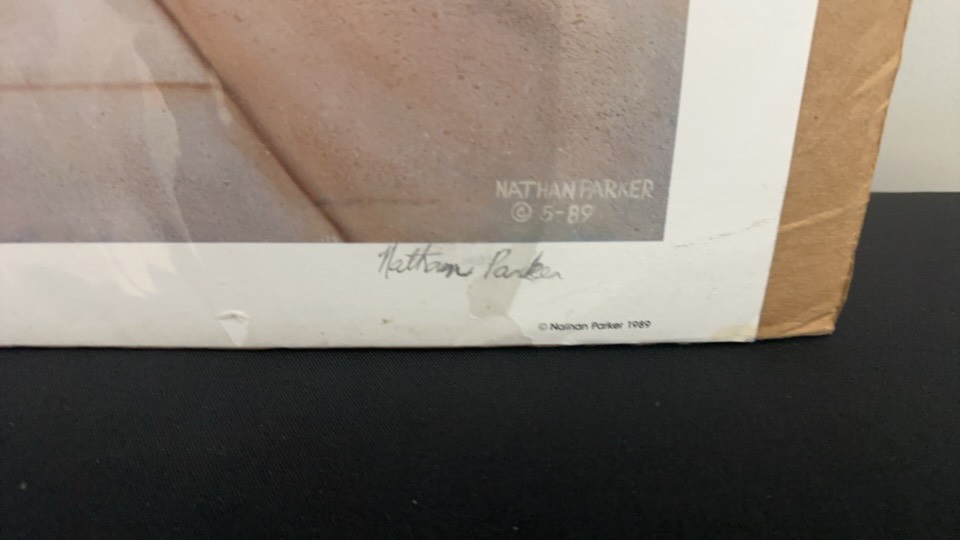 NATHAN PARKER
© 5-89
Nathan Parker
© Nathan Parker 1989